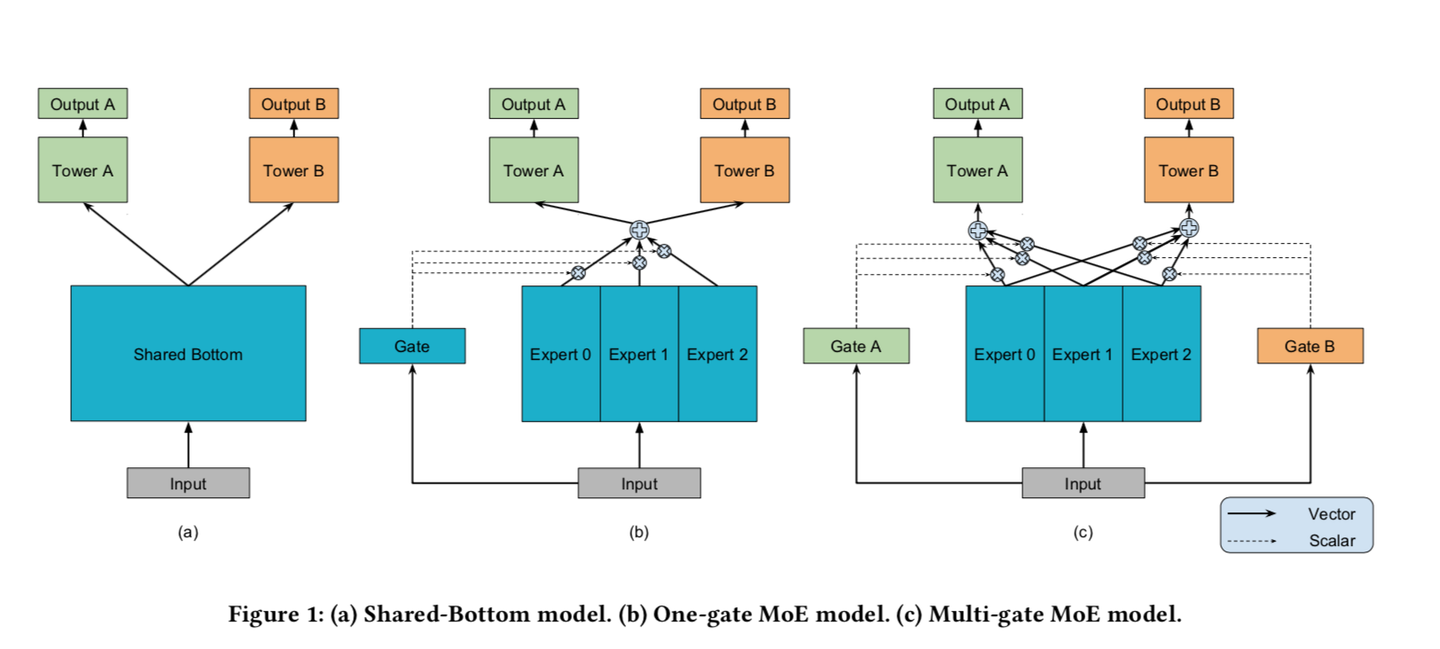 Output A
Output B
Output A
Output B
Output A
Output B
Tower A
Tower B
Tower A
Tower B
Tower A
Tower B
Shared Bottom
Gate
Expert 0
Expert 1
Expert 2
Gate A
Expert 0
Expert 1
Expert 2
Gate B
Input
Input
Input
(a)
(b)
(c)
Vector
Scalar
Figure 1: (a) Shared-Bottom model. (b) One-gate MoE model. (c) Multi-gate MoE model.